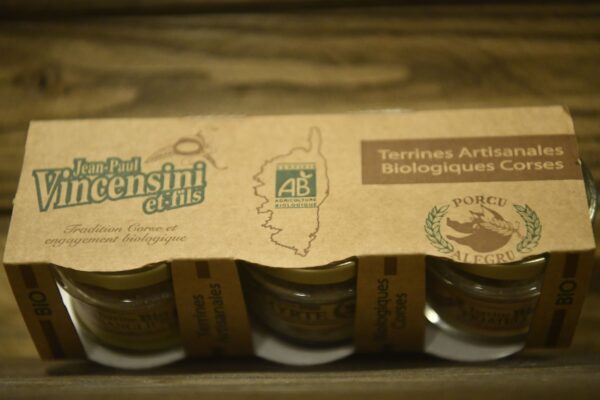 Jean-Paul
Vincensini
et fils
Tradition Corse et
engagement biologique
CERTIFIÉ
AB
AGRICULTURE
BIOLOGIQUE
Terrines Artisanales
Biologiques Corses
PORCU
ALEGRU
BIO
Terrines
Artisanales
Biologiques
Corses
BIO